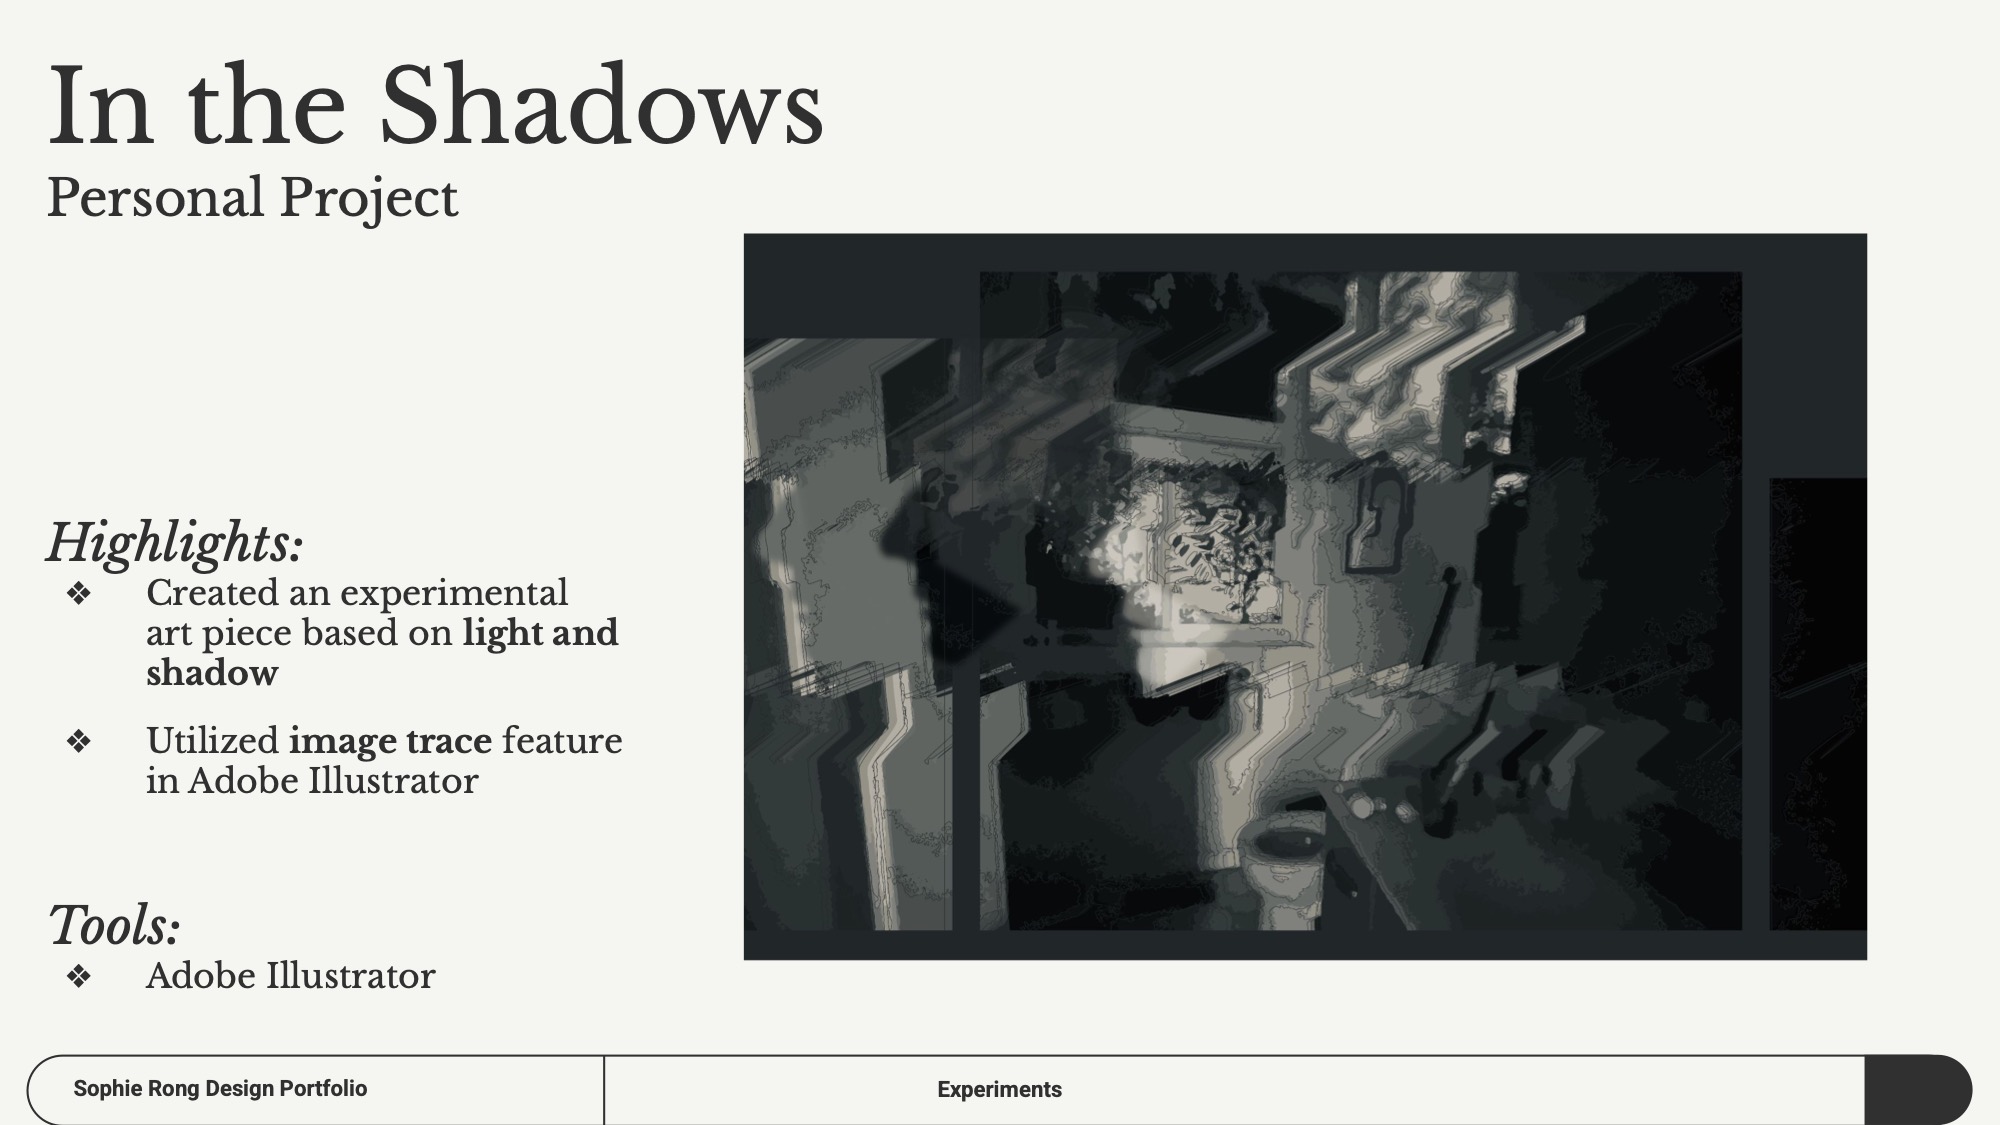 In the Shadows
Personal Project
Highlights:
❖ Created an experimental
art piece based on light and
shadow
❖ Utilized image trace feature
in Adobe Illustrator
Tools:
❖ Adobe Illustrator
Sophie Rong Design Portfolio
Experiments